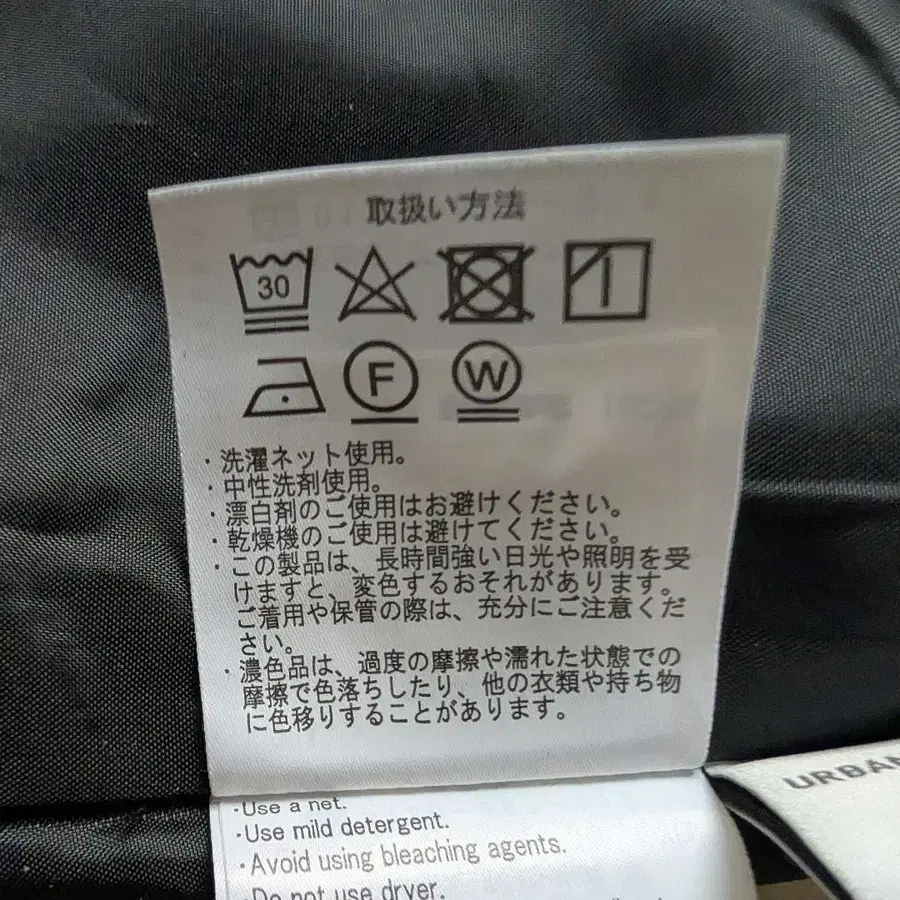 取扱い方法
30
F W
・洗濯ネット使用。
・中性洗剤使用。
・漂白剤のご使用はお避けください。
・乾燥機のご使用は避けてください。
・この製品は、長時間強い日光や照明を受
けますと、変色するおそれがあります。
ご着用や保管の際は、充分にご注意くだ
さい。
・濃色品は、過度の摩擦や濡れた状態での
摩擦で色落ちしたり、他の衣類や持ち物
に色移りすることがあります。
・Use a net.
・Use mild detergent.
・Avoid using bleaching agents.
・Do not use dryer.
URBAN